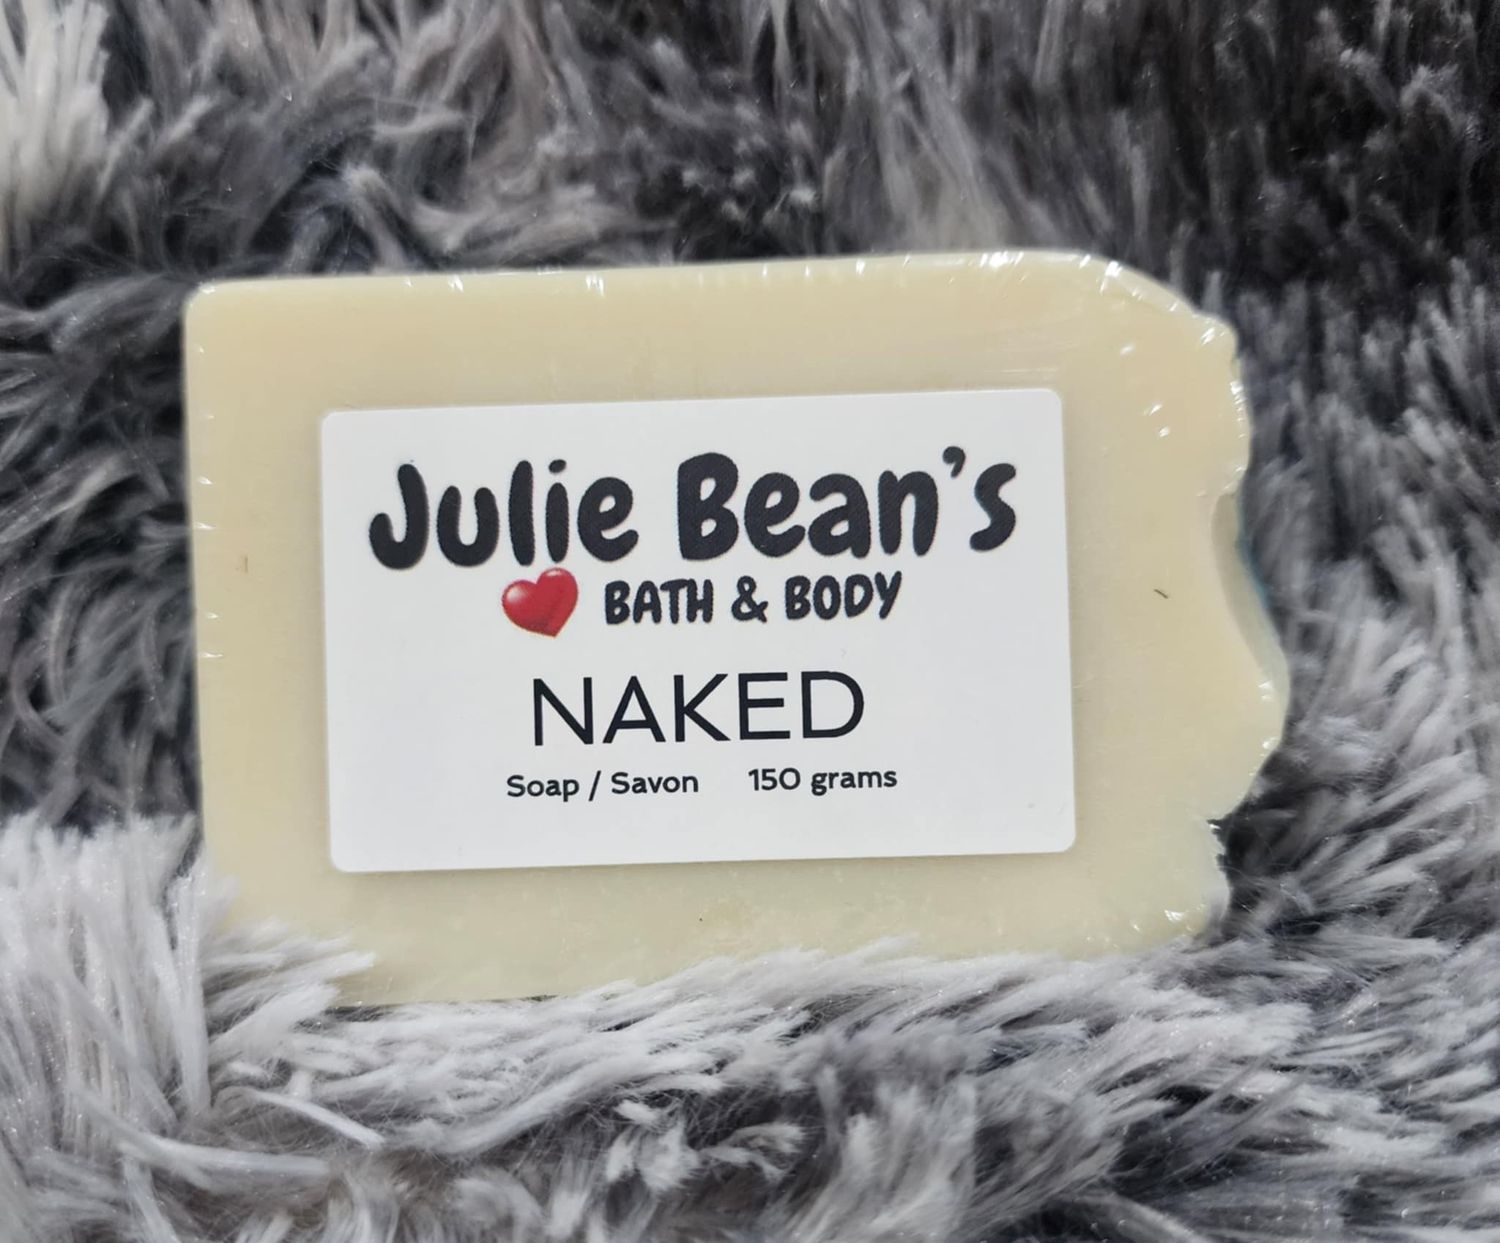 Julie Bean's
BATH & BODY
NAKED
Soap / Savon 150 grams